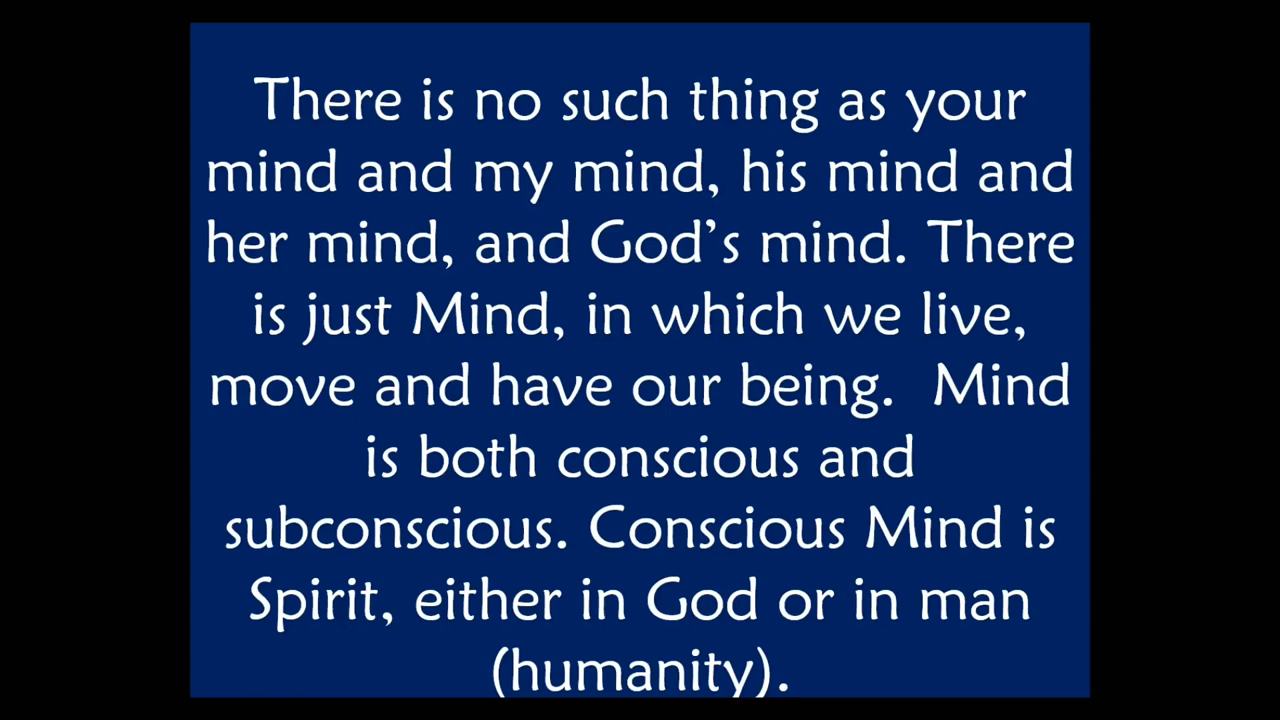 There is no such thing as your
mind and my mind, his mind and
her mind, and God’s mind. There
is just Mind, in which we live,
move and have our being.  Mind
is both conscious and
subconscious. Conscious Mind is
Spirit, either in God or in man
(humanity).